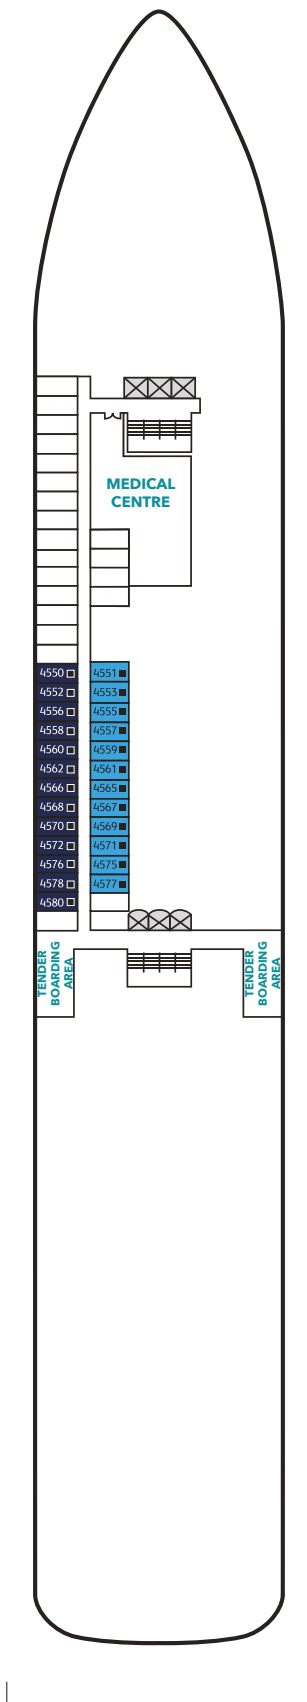 MEDICAL
CENTRE
4550 4551
4552 4553
4556 4555
4558 4557
4560 4559
4562 4561
4566 4565
4568 4567
4570 4569
4572 4571
4576 4575
4578 4577
4580
TENDER
BOARDING
AREA
TENDER
BOARDING
AREA